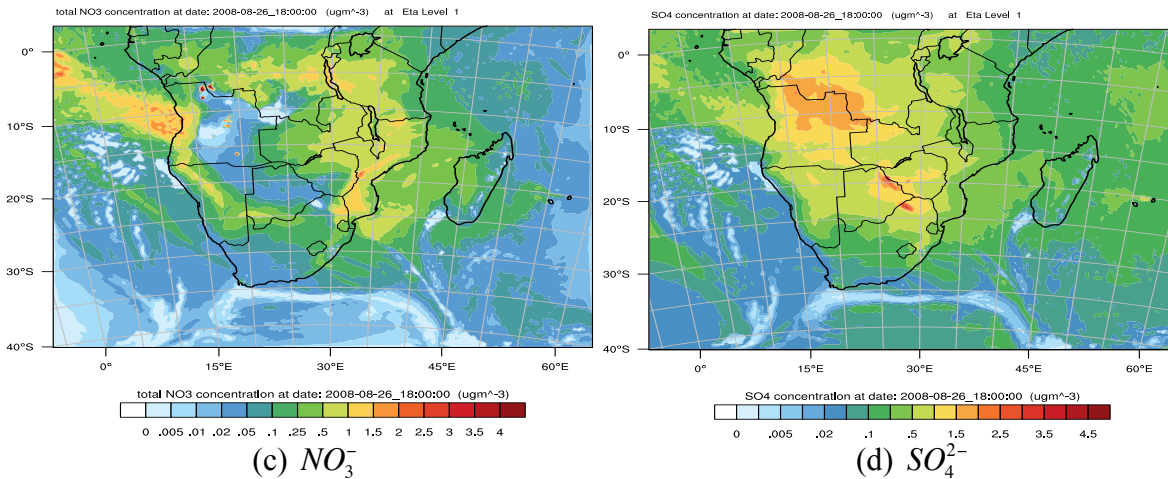 total NO3 concentration at date: 2008-08-26_18:00:00 (ugm^-3) at Eta Level 1
0°
10°S
20°S
30°S
40°S
0° 15°E 30°E 45°E 60°E
total NO3 concentration at date: 2008-08-26_18:00:00 (ugm^-3)
0 .005 .01 .02 .05 .1 .25 .5 1 1.5 2 2.5 3 3.5 4
(c) NO₃⁻
SO4 concentration at date: 2008-08-26_18:00:00 (ugm^-3) at Eta Level 1
0°
10°S
20°S
30°S
40°S
0° 15°E 30°E 45°E 60°E
SO4 concentration at date: 2008-08-26_18:00:00 (ugm^-3)
0 .005 .02 .1 .5 1.5 2.5 3.5 4.5
(d) SO₄²⁻